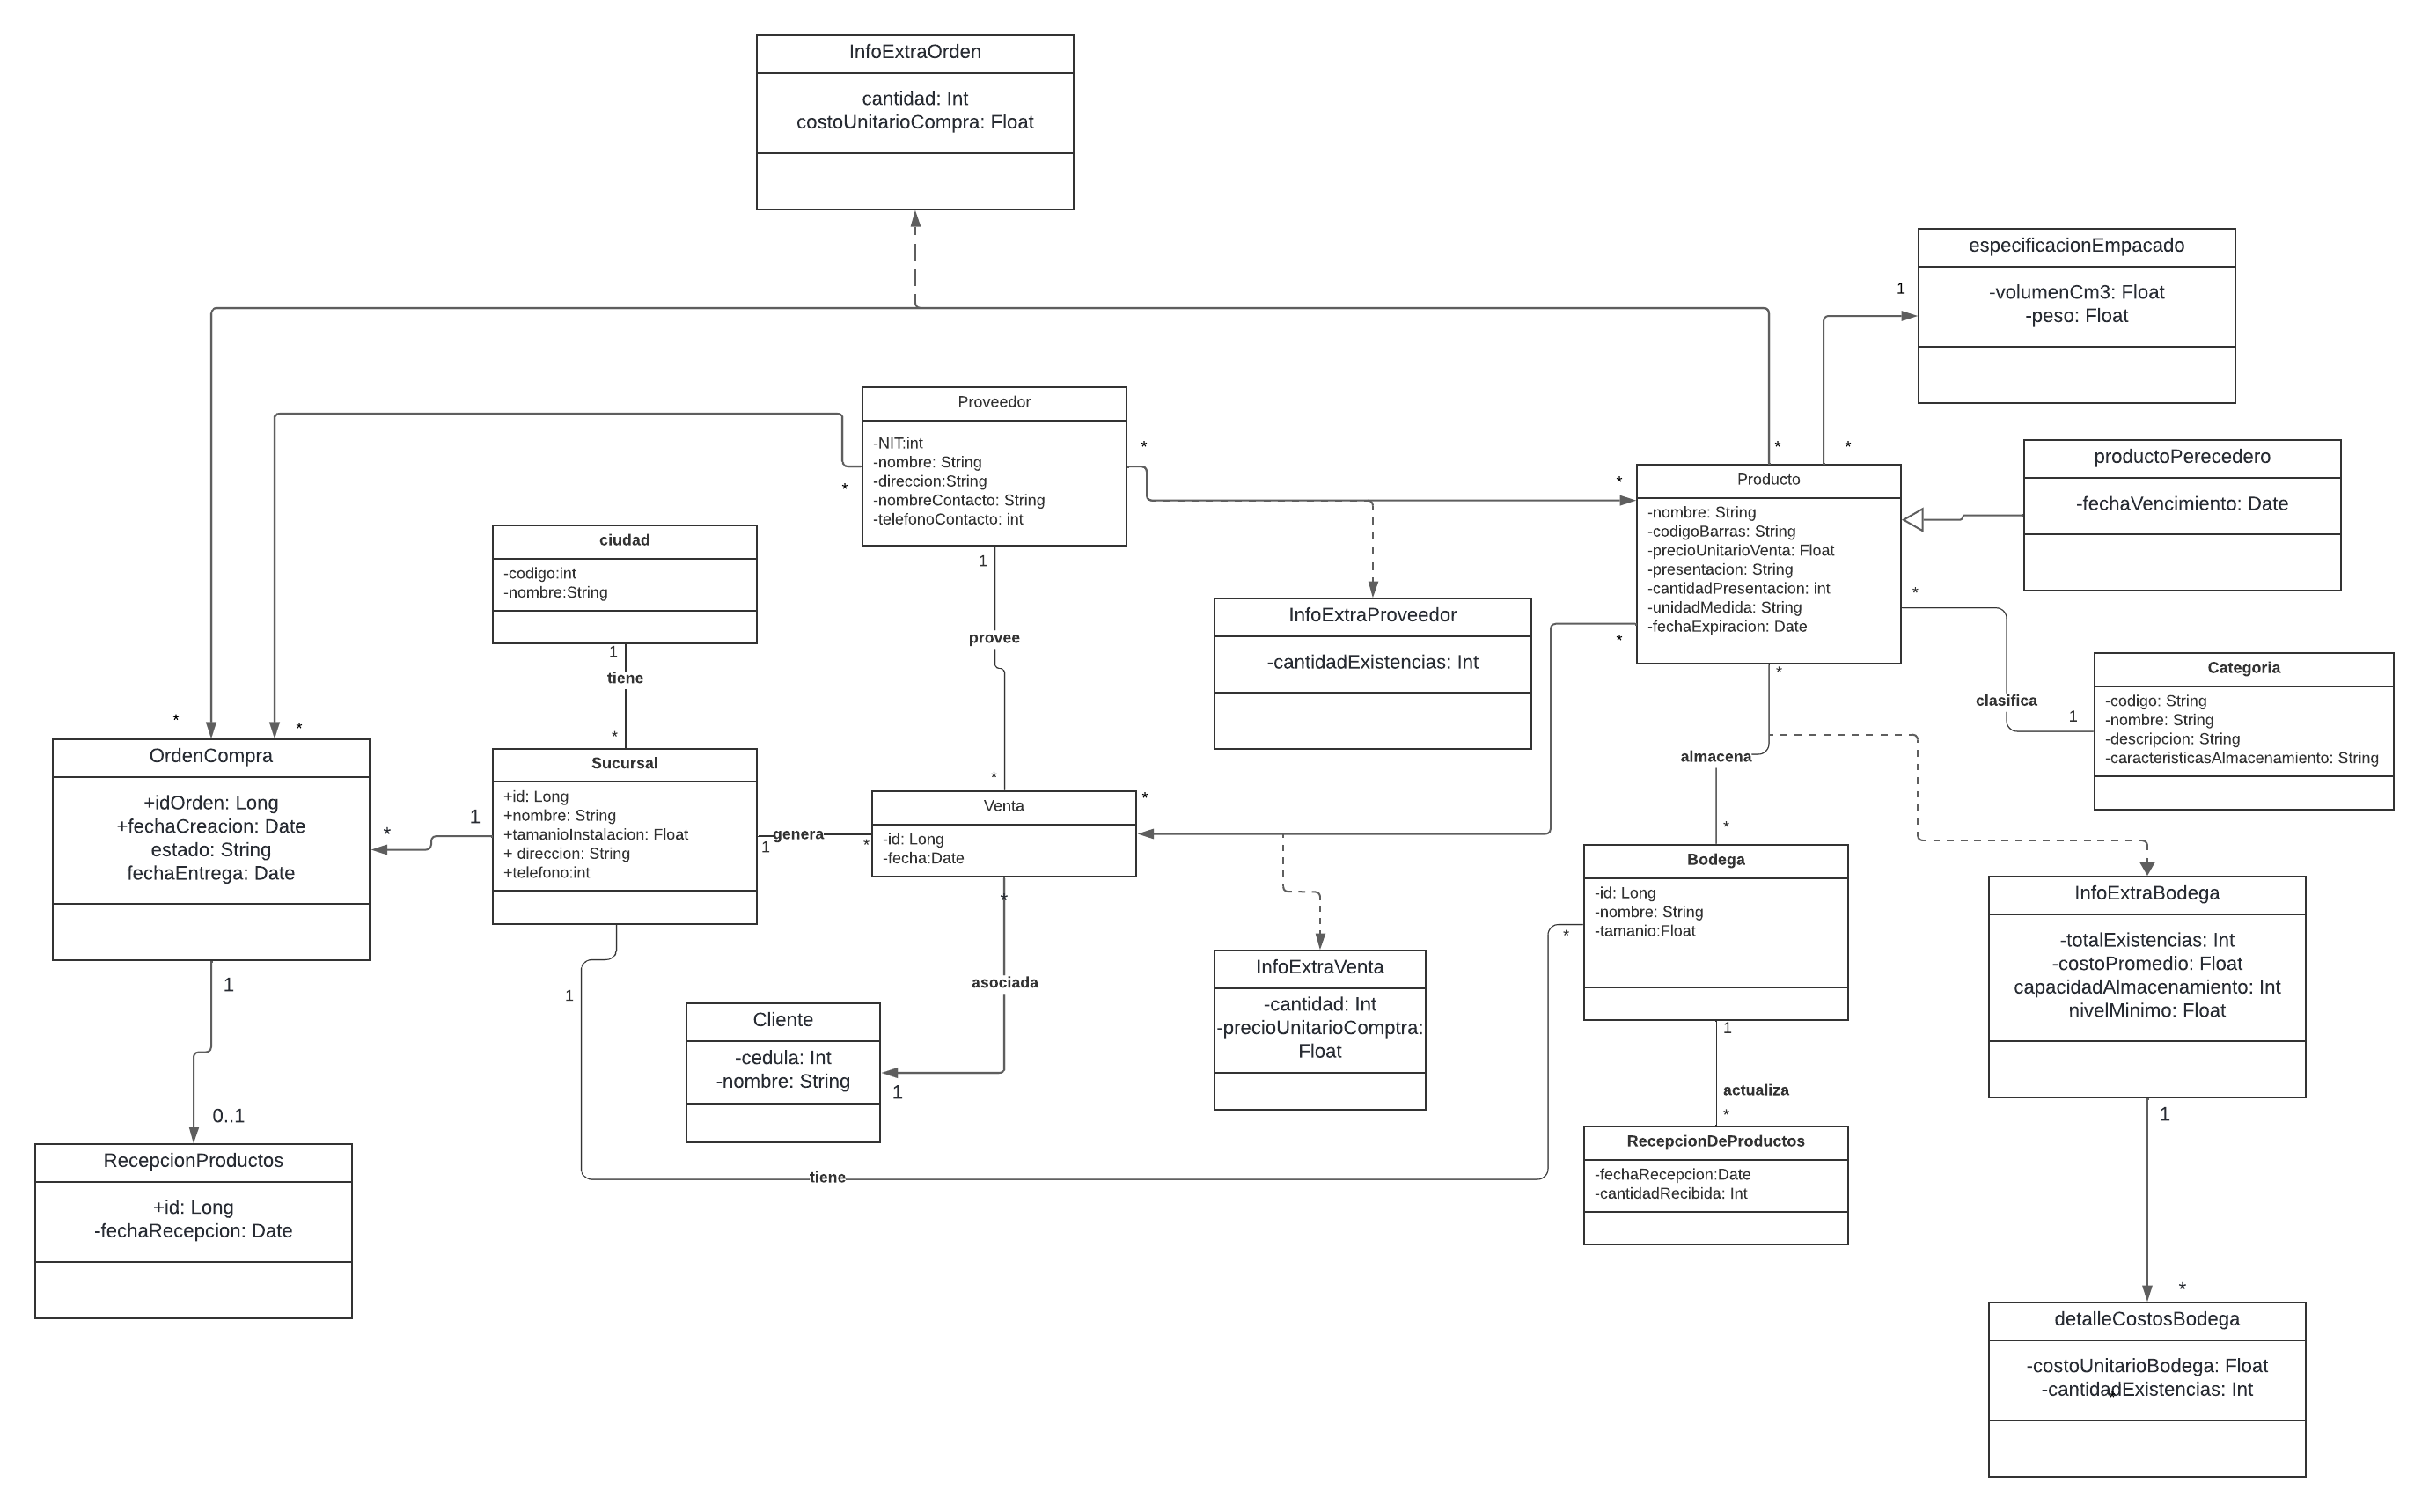 InfoExtraOrden
cantidad: Int
costoUnitarioCompra: Float
especificacionEmpacado
-volumenCm3: Float
-peso: Float
1
*
*
Proveedor
-NIT:int
-nombre: String
-direccion:String
-nombreContacto: String
-telefonoContacto: int
*
*
*
1
provee
*
Producto
-nombre: String
-codigoBarras: String
-precioUnitarioVenta: Float
-presentacion: String
-cantidadPresentacion: int
-unidadMedida: String
-fechaExpiracion: Date
*
*
*
productoPerecedero
-fechaVencimiento: Date
ciudad
-codigo:int
-nombre:String
1
tiene
*
InfoExtraProveedor
-cantidadExistencias: Int
Categoria
-codigo: String
-nombre: String
-descripcion: String
-caracteristicasAlmacenamiento: String
clasifica
1
*
*
OrdenCompra
+idOrden: Long
+fechaCreacion: Date
estado: String
fechaEntrega: Date
*
1
Sucursal
+id: Long
+nombre: String
+tamanioInstalacion: Float
+ direccion: String
+telefono:int
1
genera
*
Venta
-id: Long
-fecha:Date
*
*
almacena
*
Bodega
-id: Long
-nombre: String
-tamanio:Float
*
1
InfoExtraBodega
-totalExistencias: Int
-costoPromedio: Float
capacidadAlmacenamiento: Int
nivelMinimo: Float
1
1
0..1
1
asociada
1
Cliente
-cedula: Int
-nombre: String
InfoExtraVenta
-cantidad: Int
-precioUnitarioComptra:
Float
actualiza
*
RecepcionDeProductos
-fechaRecepcion:Date
-cantidadRecibida: Int
tiene
RecepcionProductos
+id: Long
-fechaRecepcion: Date
*
detalleCostosBodega
-costoUnitarioBodega: Float
-cantidadExistencias: Int
*